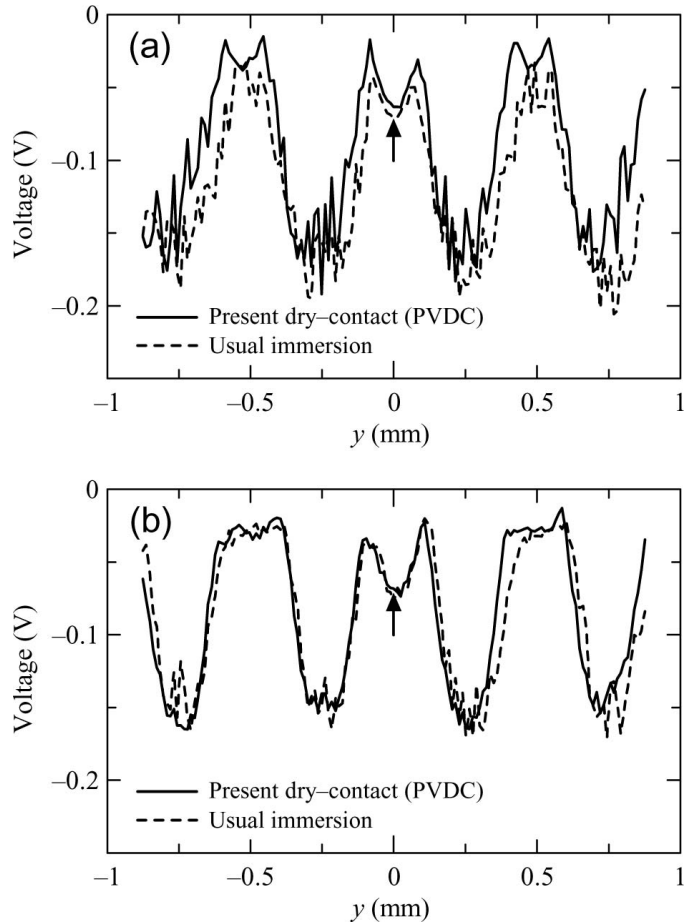 (a)
0
−0.1
−0.2
Voltage (V)
Present dry–contact (PVDC)
Usual immersion
−1
−0.5
0
0.5
1
y (mm)
(b)
0
−0.1
−0.2
Voltage (V)
Present dry–contact (PVDC)
Usual immersion
−1
−0.5
0
0.5
1
y (mm)